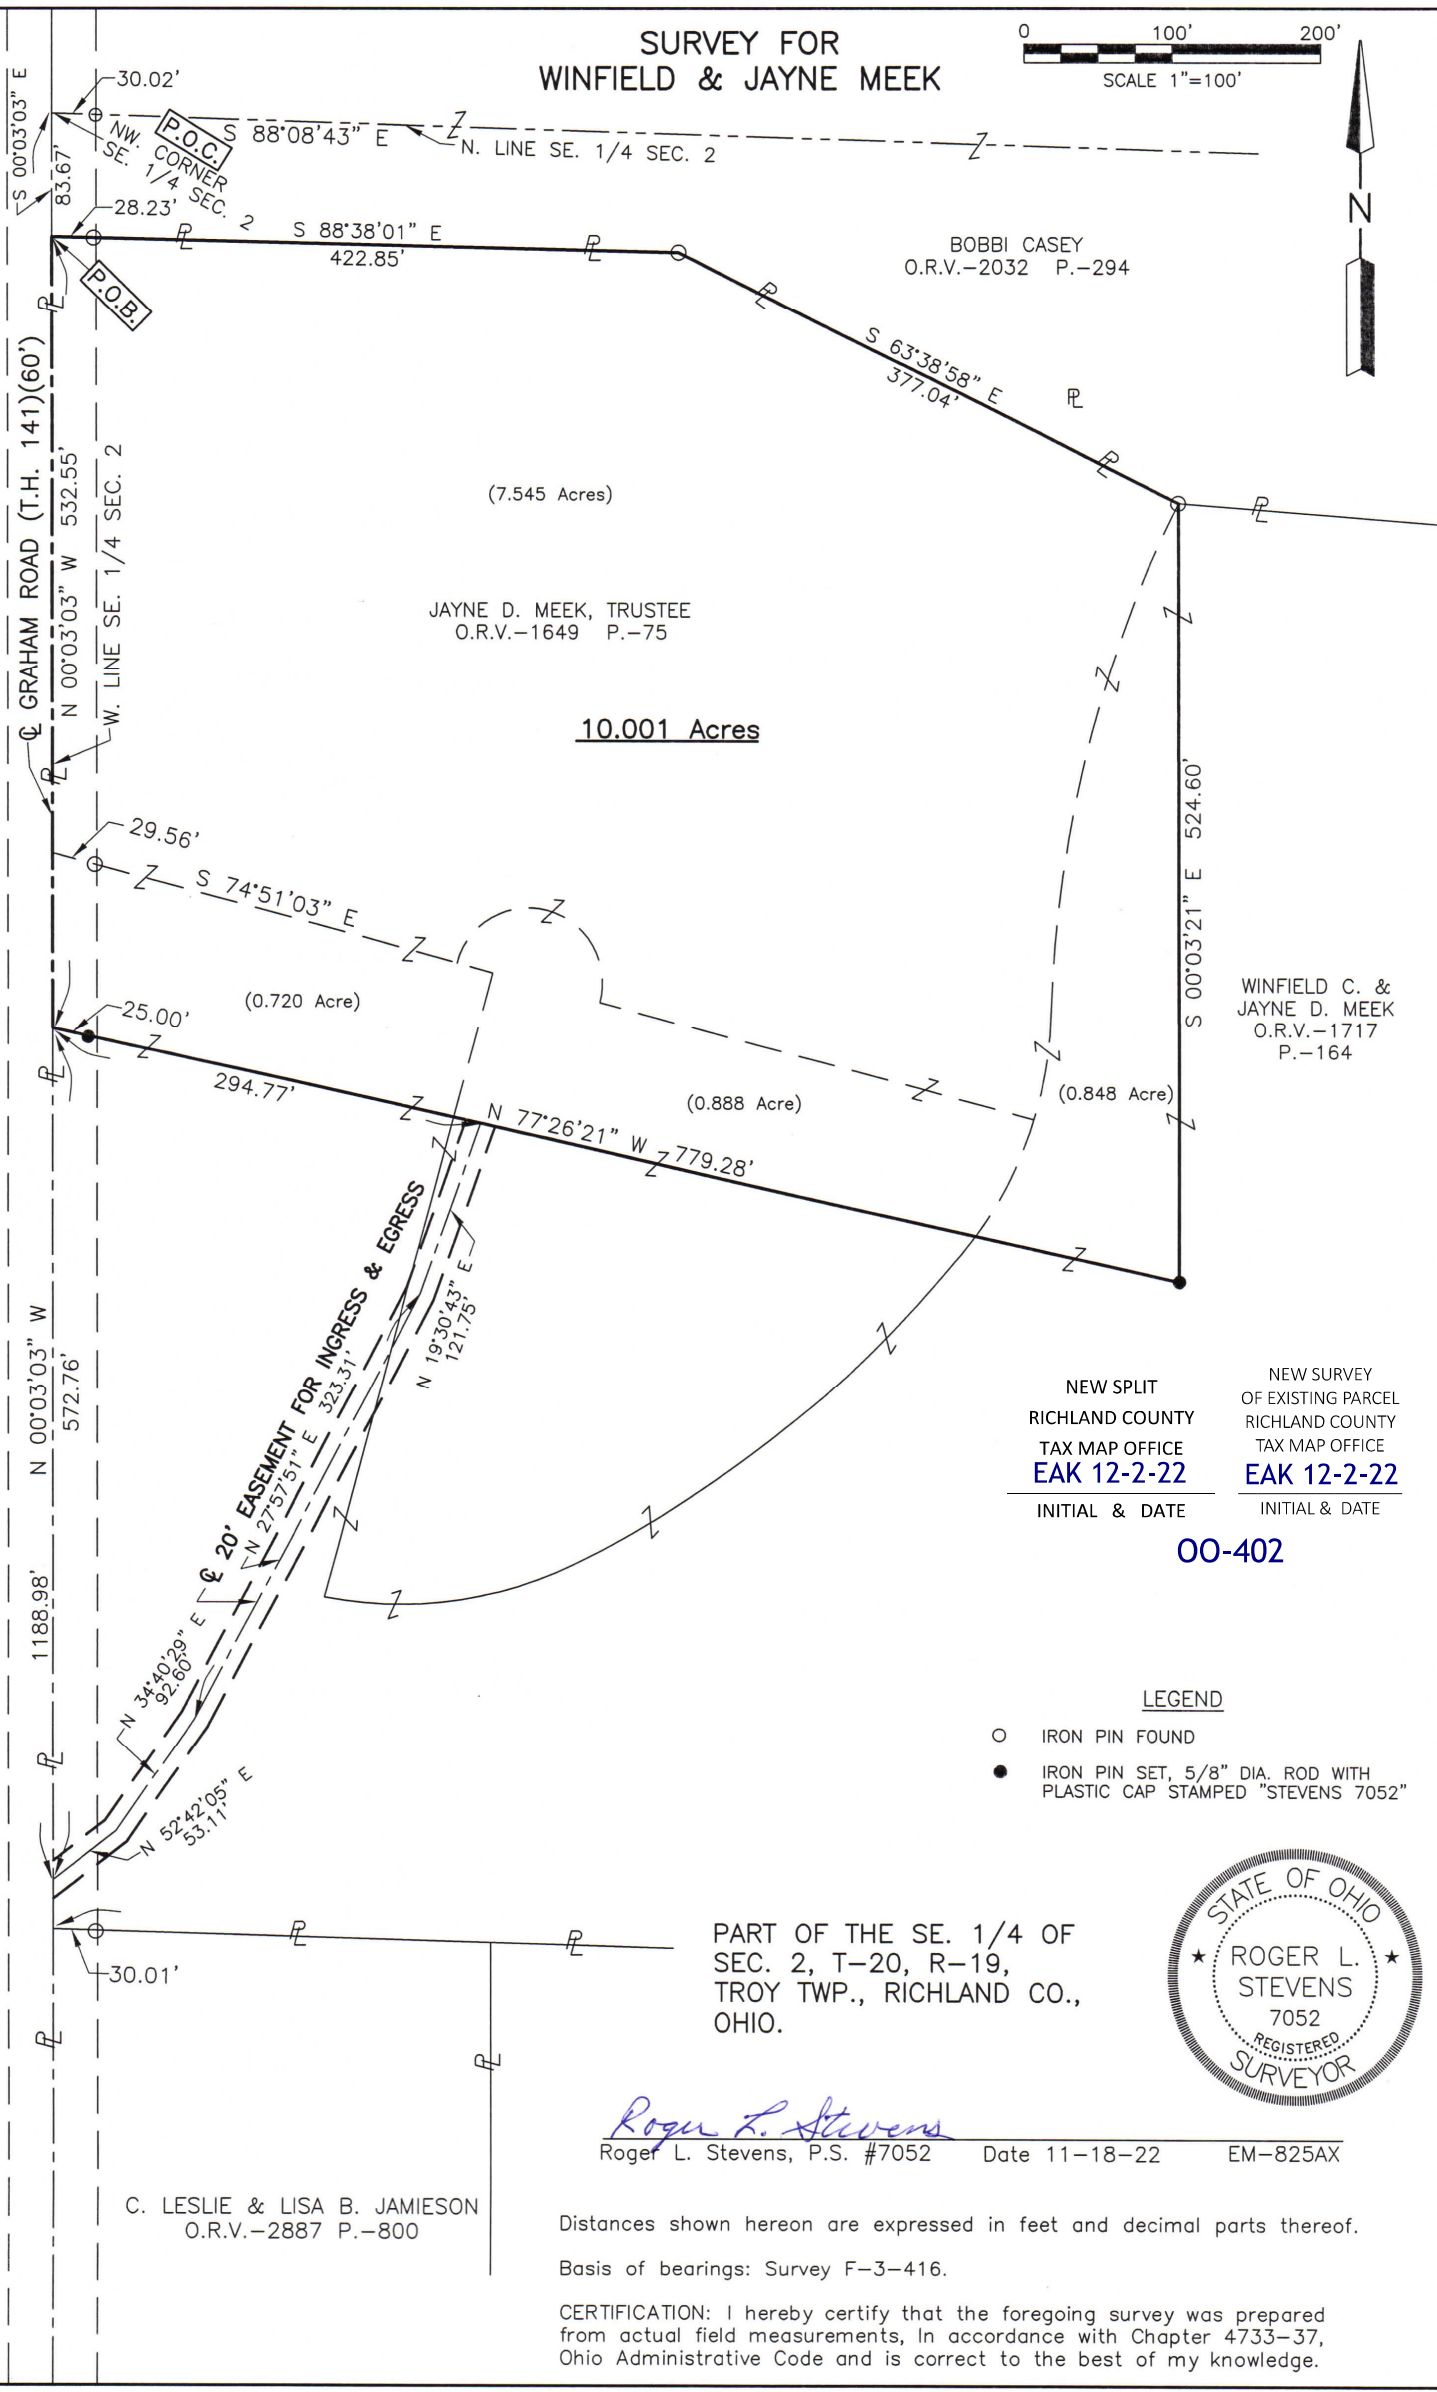 SURVEY FOR
WINFIELD & JAYNE MEEK
0 100' 200'
SCALE 1"=100'
N
S 00°03'03" E
83.67'
30.02'
P.O.C.
NW. CORNER
SE. 1/4 SEC. 2
S 88°08'43" E
N. LINE SE. 1/4 SEC. 2
28.23'
S 88°38'01" E
422.85'
P.O.B.
BOBBI CASEY
O.R.V.-2032 P.-294
S 63°38'58" E
377.04'
PL
℄ GRAHAM ROAD (T.H. 141)(60')
N 00°03'03" W 532.55'
W. LINE SE. 1/4 SEC. 2
(7.545 Acres)
JAYNE D. MEEK, TRUSTEE
O.R.V.-1649 P.-75
10.001 Acres
S 00°03'21" E 524.60'
29.56'
S 74°51'03" E
(0.720 Acre)
25.00'
294.77'
N 77°26'21" W 779.28'
(0.888 Acre)
(0.848 Acre)
WINFIELD C. &
JAYNE D. MEEK
O.R.V.-1717
P.-164
℄ 20' EASEMENT FOR INGRESS & EGRESS
N 19°30'43" E
121.75'
N 27°57'51" E 323.31'
N 34°40'29" E
92.60'
N 52°42'05" E
53.11'
N 00°03'03" W
572.76'
1188.98'
30.01'
NEW SPLIT
RICHLAND COUNTY
TAX MAP OFFICE
EAK 12-2-22
INITIAL & DATE
NEW SURVEY
OF EXISTING PARCEL
RICHLAND COUNTY
TAX MAP OFFICE
EAK 12-2-22
INITIAL & DATE
OO-402
LEGEND
IRON PIN FOUND
IRON PIN SET, 5/8" DIA. ROD WITH
PLASTIC CAP STAMPED "STEVENS 7052"
PART OF THE SE. 1/4 OF
SEC. 2, T-20, R-19,
TROY TWP., RICHLAND CO.,
OHIO.
STATE OF OHIO
ROGER L.
STEVENS
7052
REGISTERED
SURVEYOR
Roger L. Stevens
Roger L. Stevens, P.S. #7052 Date 11-18-22 EM-825AX
C. LESLIE & LISA B. JAMIESON
O.R.V.-2887 P.-800
Distances shown hereon are expressed in feet and decimal parts thereof.
Basis of bearings: Survey F-3-416.
CERTIFICATION: I hereby certify that the foregoing survey was prepared
from actual field measurements, In accordance with Chapter 4733-37,
Ohio Administrative Code and is correct to the best of my knowledge.